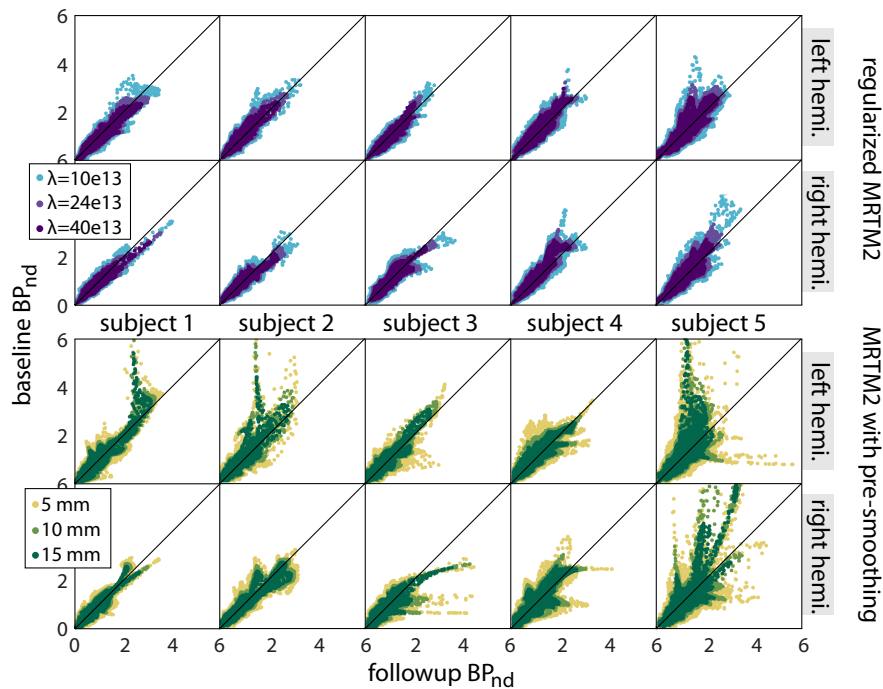 6
4
2
6
left hemi.
regularized MRTM2
λ=10e13
λ=24e13
λ=40e13
2
0
right hemi.
baseline BPnd
subject 1 subject 2 subject 3 subject 4 subject 5
6
4
2
6
left hemi.
MRTM2 with pre-smoothing
5 mm
10 mm
15 mm
2
0
right hemi.
0 2 4 6 2 4 6 2 4 6 2 4 6 2 4 6
followup BPnd